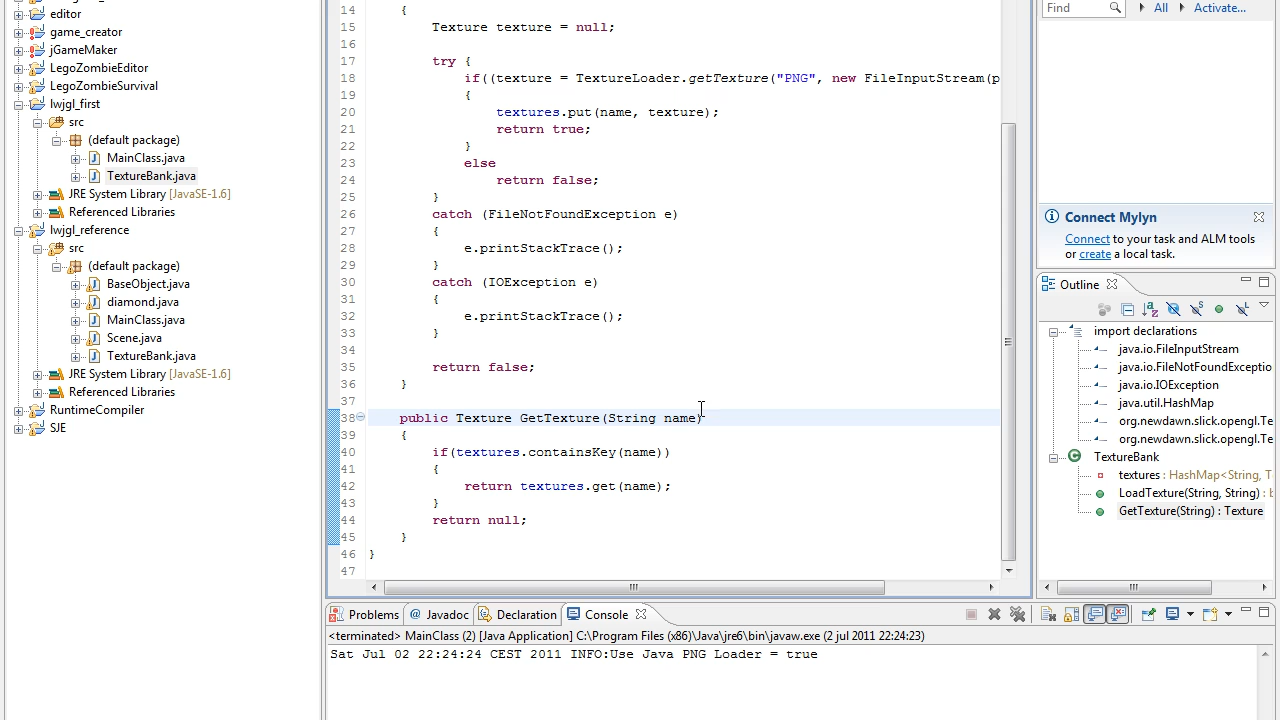 editor
game_creator
jGameMaker
LegoZombieEditor
LegoZombieSurvival
lwjgl_first
src
(default package)
MainClass.java
TextureBank.java
JRE System Library [JavaSE-1.6]
Referenced Libraries
lwjgl_reference
src
(default package)
BaseObject.java
diamond.java
MainClass.java
Scene.java
TextureBank.java
JRE System Library [JavaSE-1.6]
Referenced Libraries
RuntimeCompiler
SJE
14 {
15 Texture texture = null;
16
17 try {
18 if((texture = TextureLoader.getTexture("PNG", new FileInputStream(p
19 {
20 textures.put(name, texture);
21 return true;
22 }
23 else
24 return false;
25 }
26 catch (FileNotFoundException e)
27 {
28 e.printStackTrace();
29 }
30 catch (IOException e)
31 {
32 e.printStackTrace();
33 }
34
35 return false;
36 }
37
38 public Texture GetTexture(String name)
39 {
40 if(textures.containsKey(name))
41 {
42 return textures.get(name);
43 }
44 return null;
45 }
46 }
47
Find All Activate...
Connect Mylyn
Connect to your task and ALM tools
or create a local task.
Outline
import declarations
java.io.FileInputStream
java.io.FileNotFoundExceptio
java.io.IOException
java.util.HashMap
org.newdawn.slick.opengl.Te
org.newdawn.slick.opengl.Te
TextureBank
textures : HashMap<String, T
LoadTexture(String, String) : b
GetTexture(String) : Texture
Problems @ Javadoc Declaration Console
<terminated> MainClass (2) [Java Application] C:\Program Files (x86)\Java\jre6\bin\javaw.exe (2 jul 2011 22:24:23)
Sat Jul 02 22:24:24 CEST 2011 INFO:Use Java PNG Loader = true